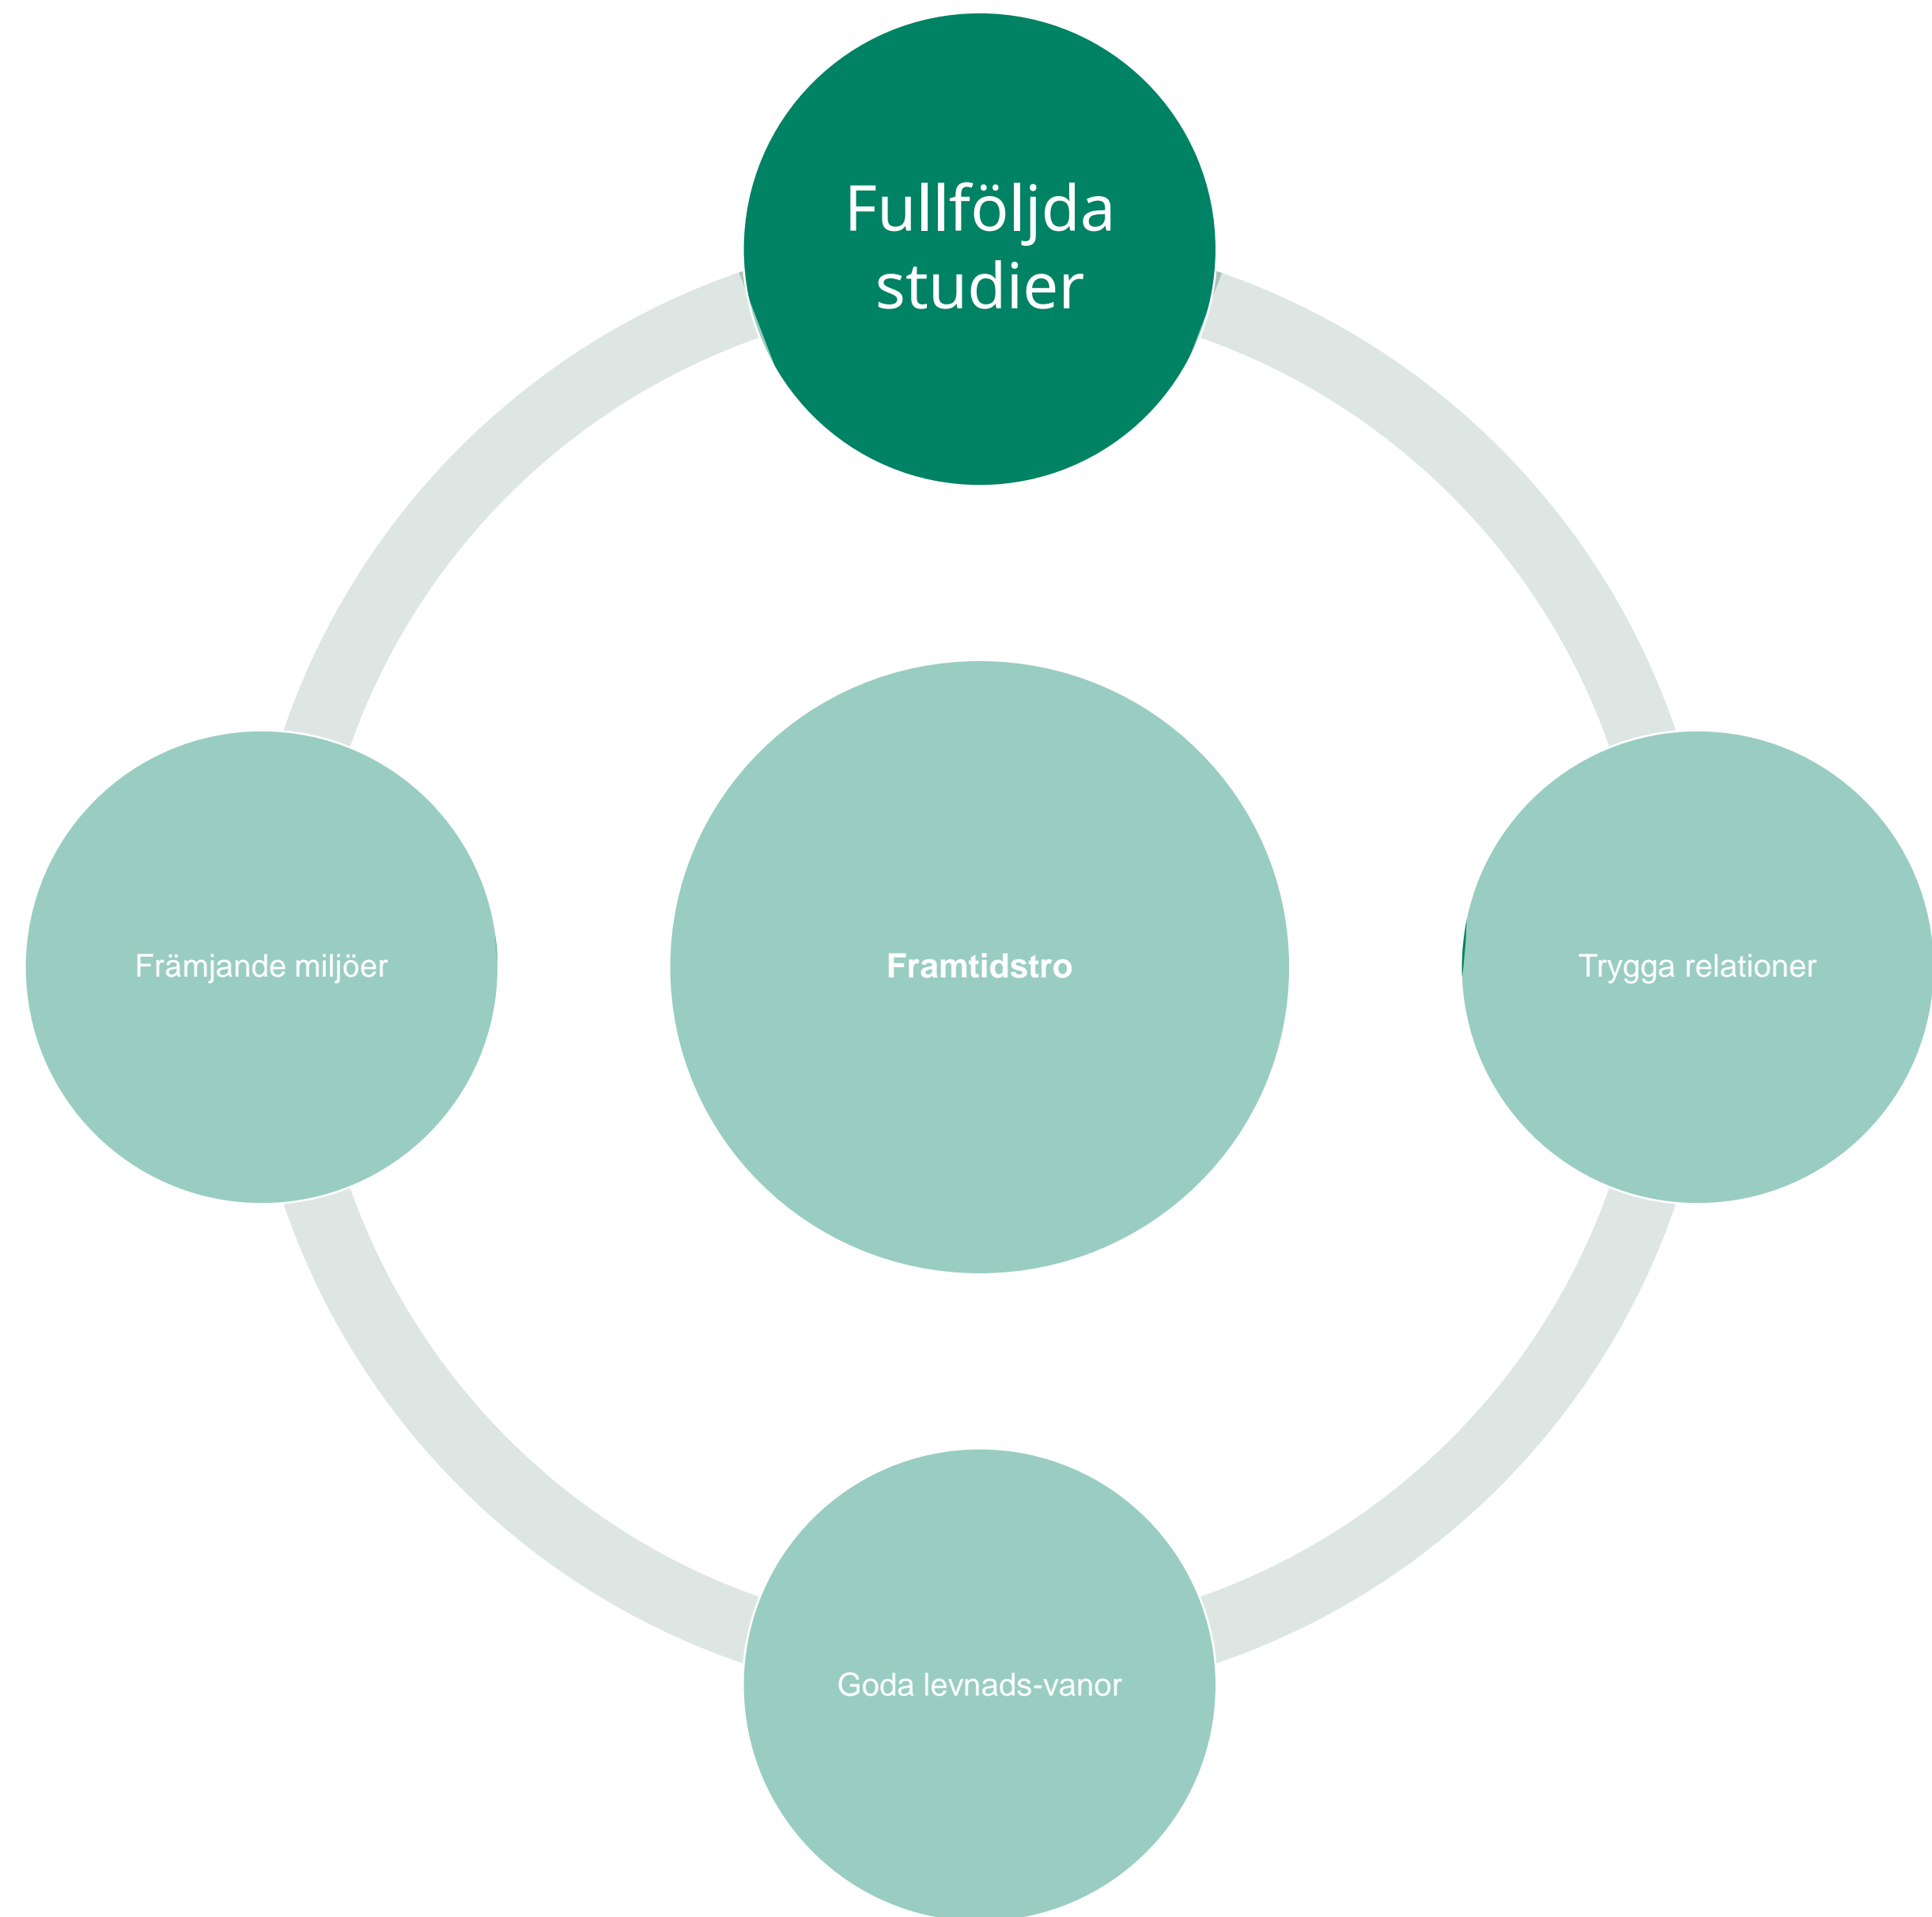 Fullföljda
studier
Främjande miljöer
Framtidstro
Trygga relationer
Goda levnads-vanor